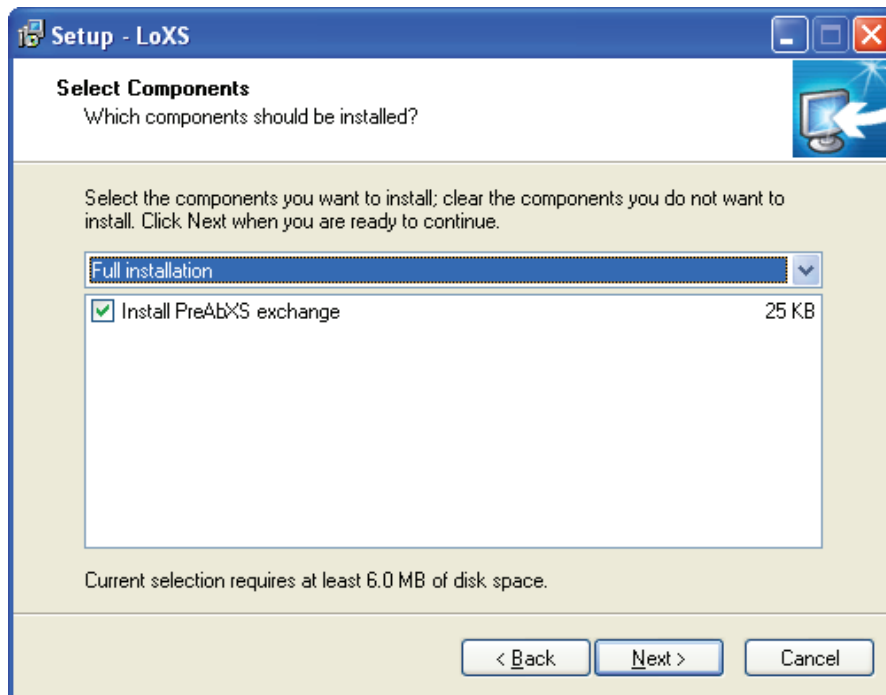 Setup - LoXS
Select Components
Which components should be installed?
Select the components you want to install; clear the components you do not want to
install. Click Next when you are ready to continue.
Full installation
Install PreAbXS exchange 25 KB
Current selection requires at least 6.0 MB of disk space.
< Back Next > Cancel